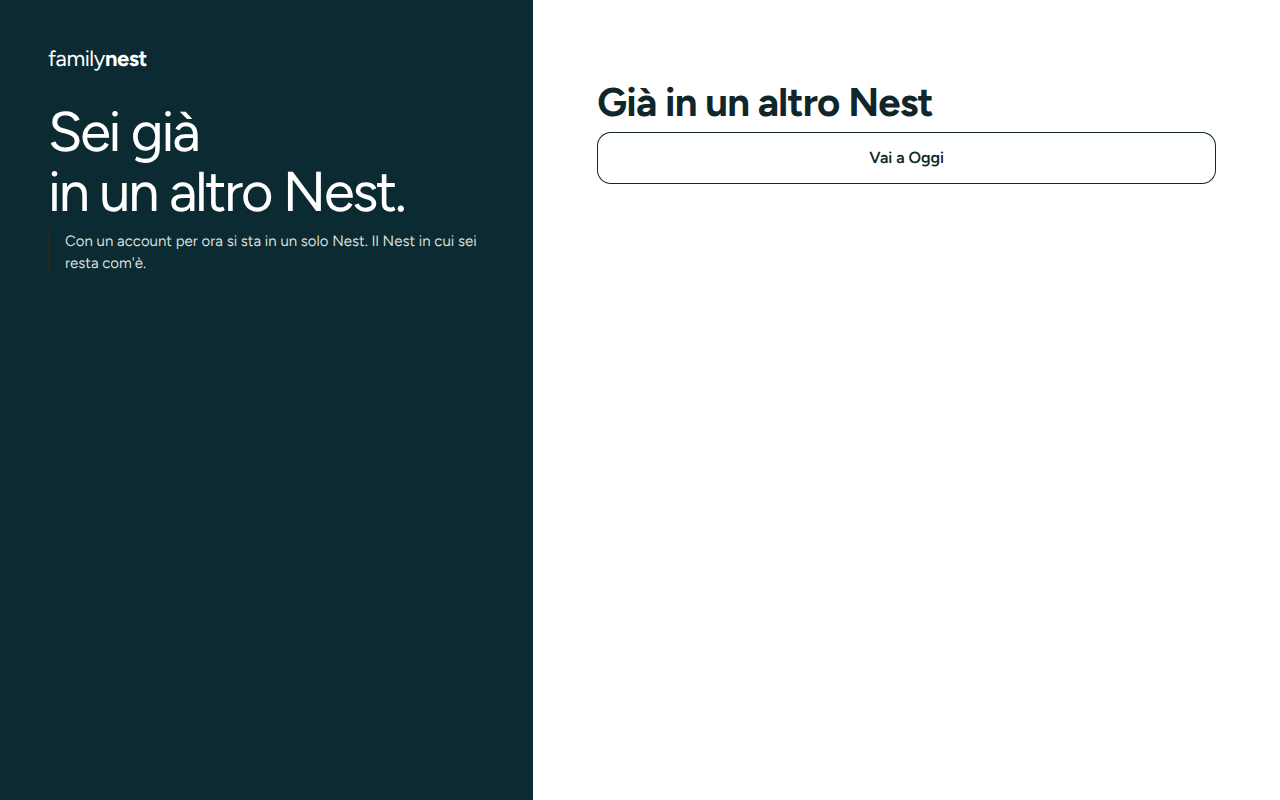 familynest
Sei già
in un altro Nest.
Con un account per ora si sta in un solo Nest. Il Nest in cui sei
resta com'è.
Già in un altro Nest
Vai a Oggi